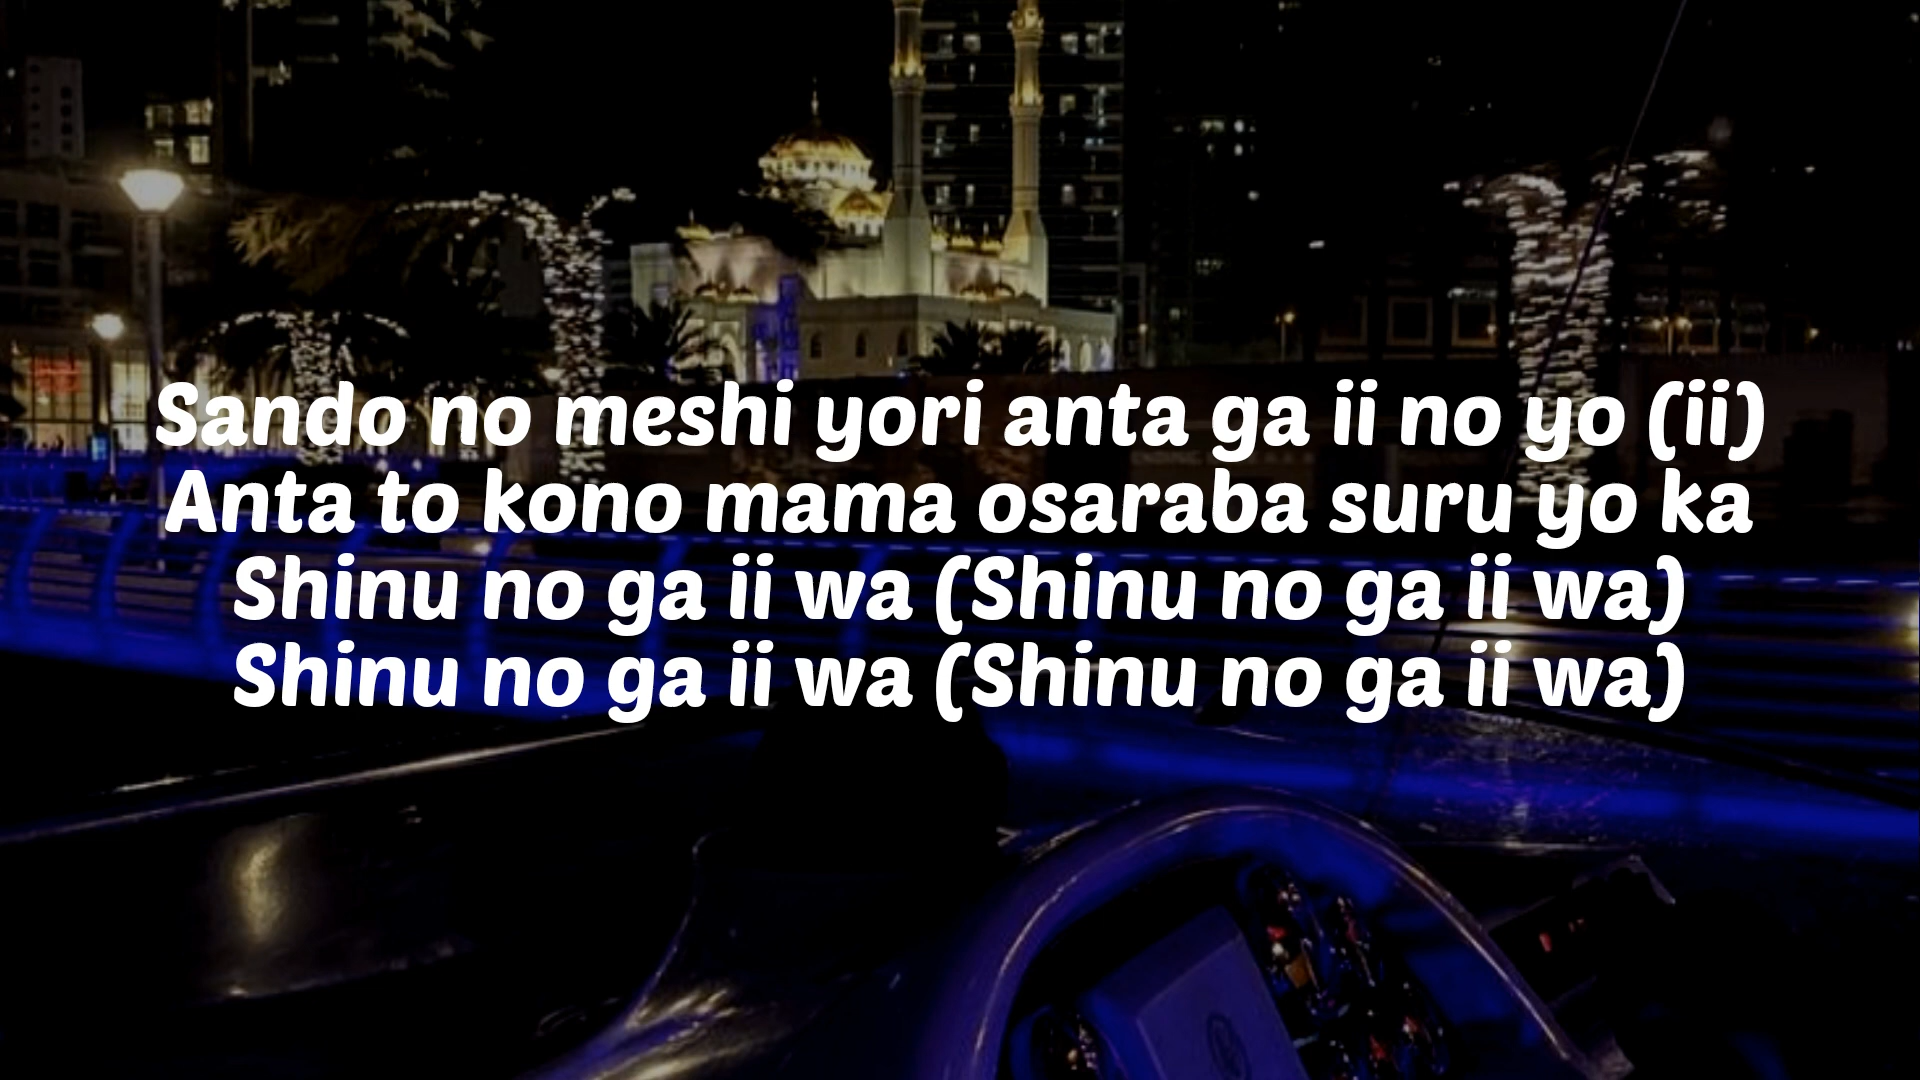 Sando no meshi yori anta ga ii no yo (ii)
Anta to kono mama osaraba suru yo ka
Shinu no ga ii wa (Shinu no ga ii wa)
Shinu no ga ii wa (Shinu no ga ii wa)